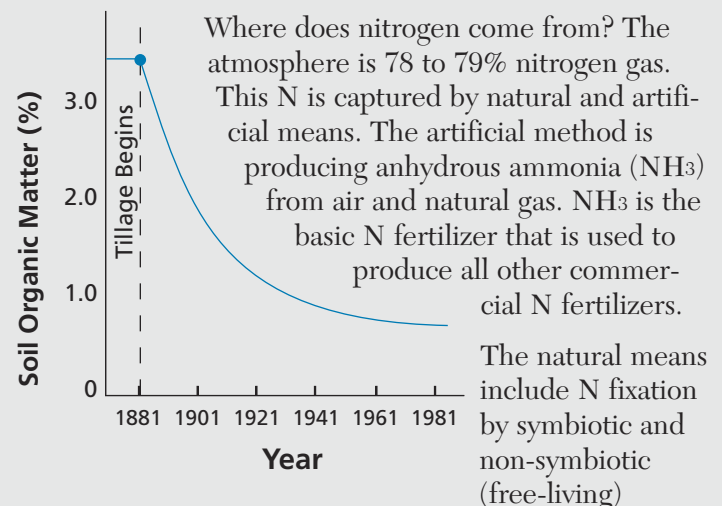 Where does nitrogen come from? The
atmosphere is 78 to 79% nitrogen gas.
This N is captured by natural and artifi-
cial means. The artificial method is
producing anhydrous ammonia (NH3)
from air and natural gas. NH3 is the
basic N fertilizer that is used to
produce all other commer-
cial N fertilizers.
The natural means
include N fixation
by symbiotic and
non-symbiotic
(free-living)
Soil Organic Matter (%)
3.0
2.0
1.0
0
Tillage Begins
1881 1901 1921 1941 1961 1981
Year